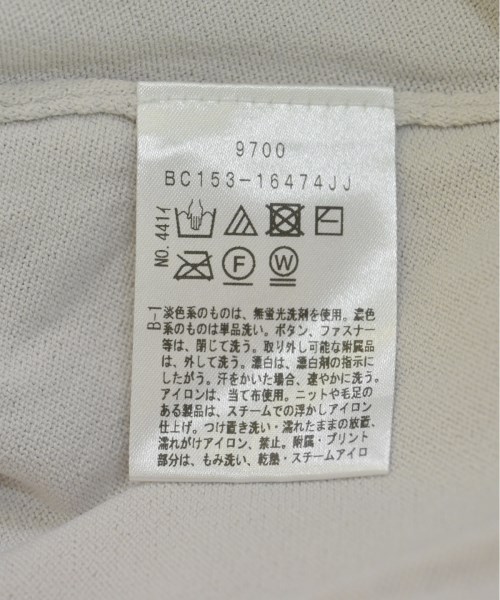 9700
BC153-16474JJ
NO.441イ
F
W
B-1
淡色系のものは、無蛍光洗剤を使用。濃色
系のものは単品洗い。ボタン、ファスナー
等は、閉じて洗う。取り外し可能な附属品
は、外して洗う。漂白は、漂白剤の指示に
したがう。汗をかいた場合、速やかに洗う。
アイロンは、当て布使用。ニットや毛足の
ある製品は、スチームでの浮かしアイロン
仕上げ。つけ置き洗い・濡れたままの放置、
濡れがけアイロン、禁止。附属・プリント
部分は、もみ洗い、乾熱・スチームアイロ